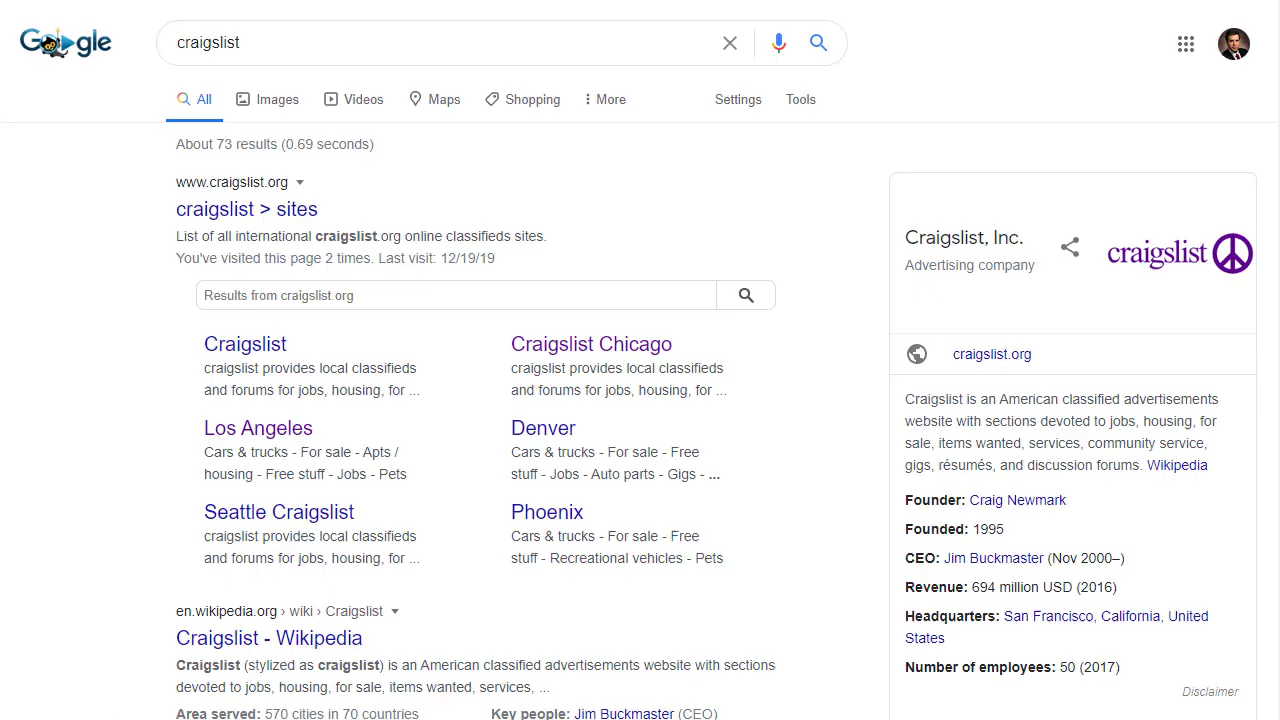 Google
craigslist
All
Images
Videos
Maps
Shopping
More
Settings
Tools
About 73 results (0.69 seconds)
www.craigslist.org
craigslist > sites
List of all international craigslist.org online classifieds sites.
You've visited this page 2 times. Last visit: 12/19/19
Results from craigslist.org
Craigslist
craigslist provides local classifieds
and forums for jobs, housing, for ...
Craigslist Chicago
craigslist provides local classifieds
and forums for jobs, housing, for ...
Los Angeles
Cars & trucks - For sale - Apts /
housing - Free stuff - Jobs - Pets
Denver
Cars & trucks - For sale - Free
stuff - Jobs - Auto parts - Gigs - ...
Seattle Craigslist
craigslist provides local classifieds
and forums for jobs, housing, for ...
Phoenix
Cars & trucks - For sale - Free
stuff - Recreational vehicles - Pets
en.wikipedia.org › wiki › Craigslist
Craigslist - Wikipedia
Craigslist (stylized as craigslist) is an American classified advertisements website with sections
devoted to jobs, housing, for sale, items wanted, services, ...
Area served: 570 cities in 70 countries
Key people: Jim Buckmaster (CEO)
Craigslist, Inc.
Advertising company
craigslist
craigslist.org
Craigslist is an American classified advertisements
website with sections devoted to jobs, housing, for
sale, items wanted, services, community service,
gigs, résumés, and discussion forums. Wikipedia
Founder: Craig Newmark
Founded: 1995
CEO: Jim Buckmaster (Nov 2000–)
Revenue: 694 million USD (2016)
Headquarters: San Francisco, California, United
States
Number of employees: 50 (2017)
Disclaimer